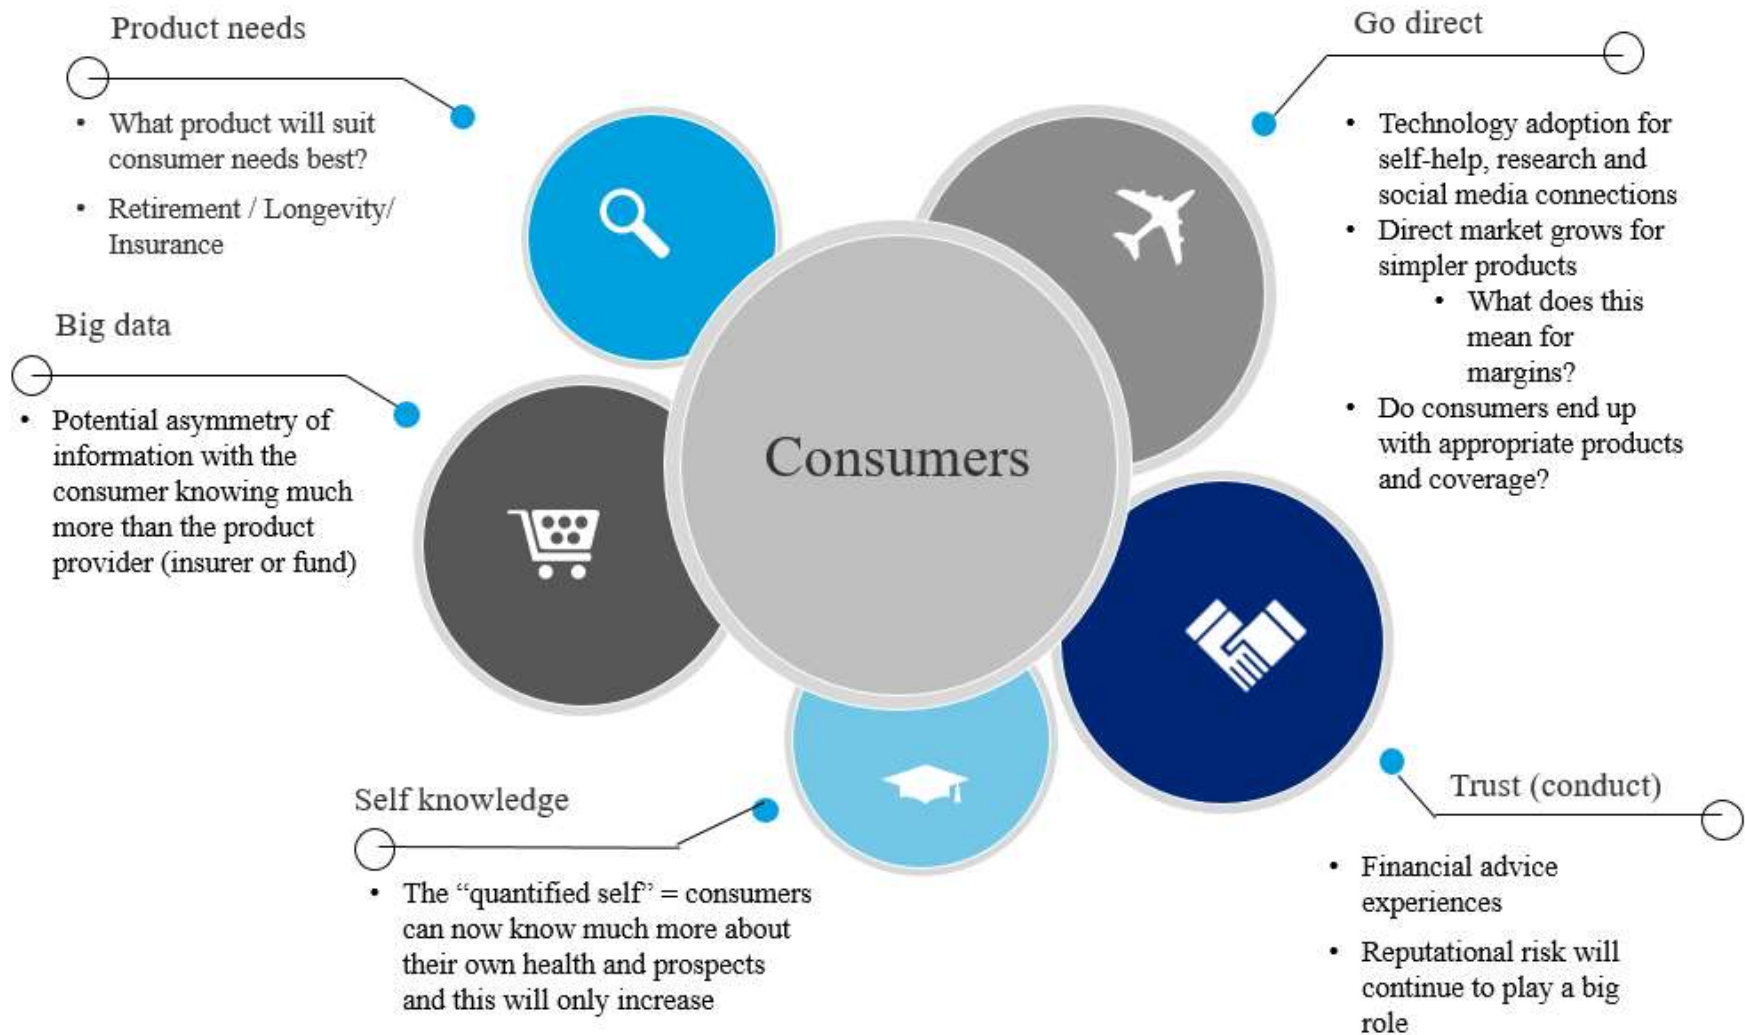 Product needs
• What product will suit
consumer needs best?
• Retirement / Longevity/
Insurance
Big data
• Potential asymmetry of
information with the
consumer knowing much
more than the product
provider (insurer or fund)
Consumers
Self knowledge
• The “quantified self” = consumers
can now know much more about
their own health and prospects
and this will only increase
Go direct
• Technology adoption for
self-help, research and
social media connections
• Direct market grows for
simpler products
• What does this
mean for
margins?
• Do consumers end up
with appropriate products
and coverage?
Trust (conduct)
• Financial advice
experiences
• Reputational risk will
continue to play a big
role